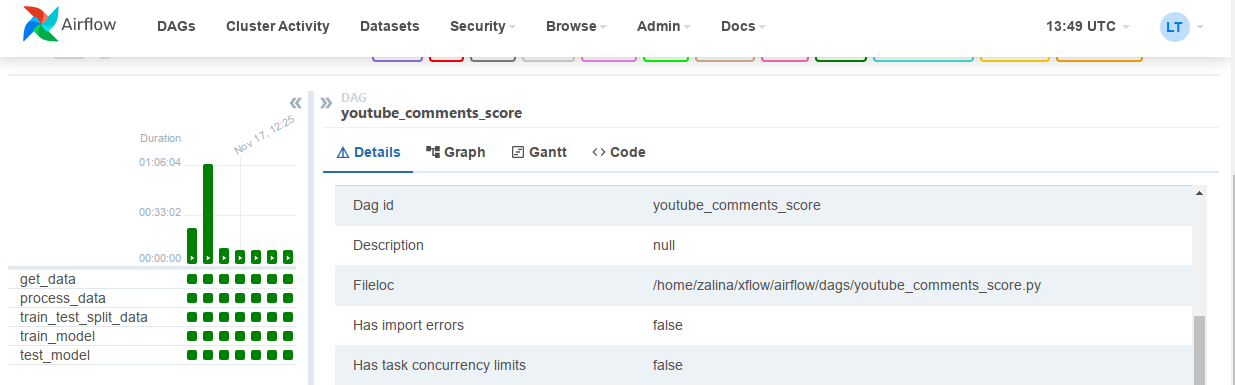 Airflow
DAGs
Cluster Activity
Datasets
Security
Browse
Admin
Docs
13:49 UTC
LT
DAG
youtube_comments_score
Duration
Nov 17, 12:25
01:06:04
00:33:02
00:00:00
get_data
process_data
train_test_split_data
train_model
test_model
Details
Graph
Gantt
Code
Dag id youtube_comments_score
Description null
Fileloc /home/zalina/xflow/airflow/dags/youtube_comments_score.py
Has import errors false
Has task concurrency limits false